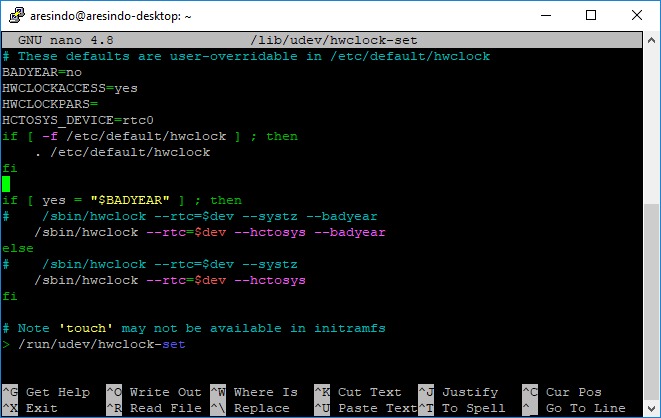 aresindo@aresindo-desktop: ~
GNU nano 4.8 /lib/udev/hwclock-set
# These defaults are user-overridable in /etc/default/hwclock
BADYEAR=no
HWCLOCKACCESS=yes
HWCLOCKPARS=
HCTOSYS_DEVICE=rtc0
if [ -f /etc/default/hwclock ] ; then
    . /etc/default/hwclock
fi
if [ yes = "$BADYEAR" ] ; then
#    /sbin/hwclock --rtc=$dev --systz --badyear
    /sbin/hwclock --rtc=$dev --hctosys --badyear
else
#    /sbin/hwclock --rtc=$dev --systz
    /sbin/hwclock --rtc=$dev --hctosys
fi
# Note 'touch' may not be available in initramfs
> /run/udev/hwclock-set
^G Get Help ^O Write Out ^W Where Is ^K Cut Text ^J Justify ^C Cur Pos
^X Exit ^R Read File ^\ Replace ^U Paste Text^T To Spell ^_ Go To Line